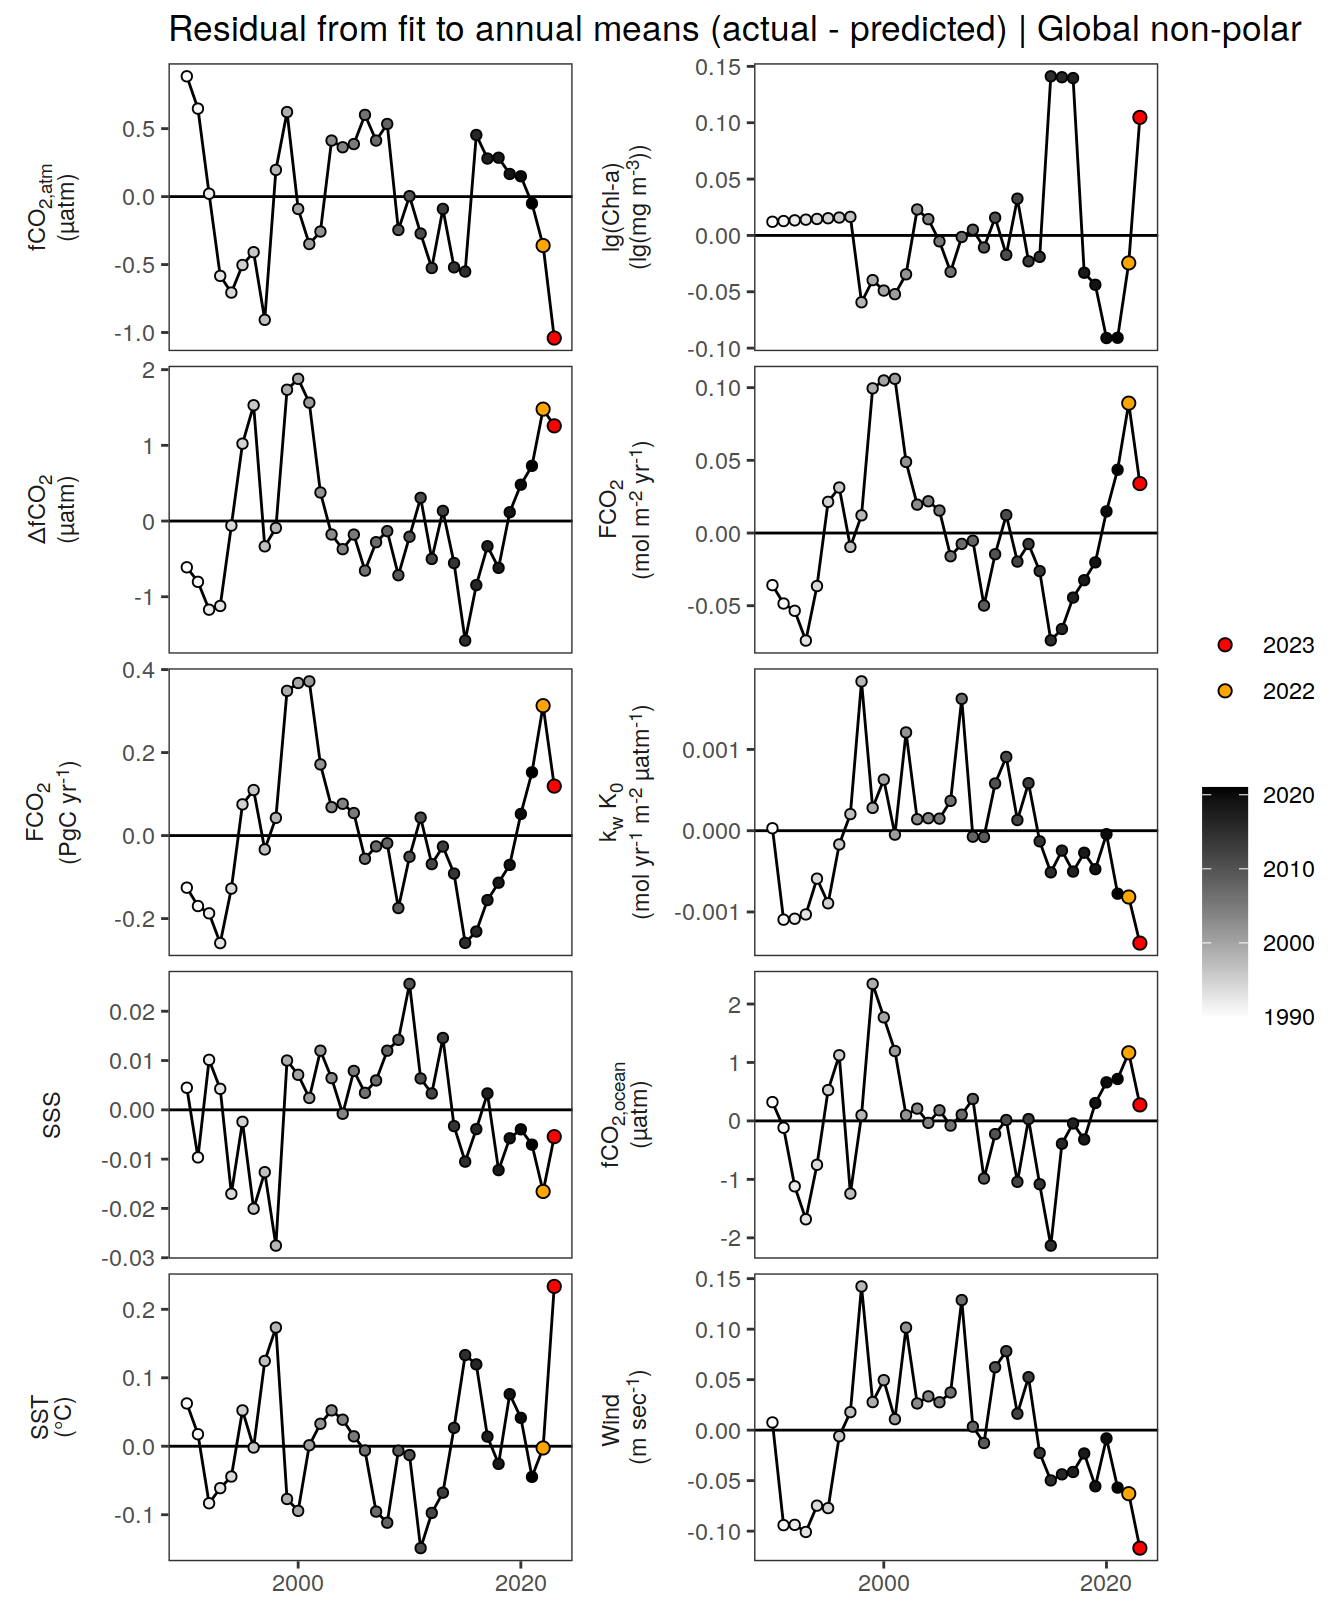 Residual from fit to annual means (actual - predicted) | Global non-polar
fCO2,atm
(µatm)
0.5
0.0
-0.5
-1.0
lg(Chl-a)
(lg(mg m-3))
0.15
0.10
0.05
0.00
-0.05
-0.10
ΔfCO2
(µatm)
2
1
0
-1
FCO2
(mol m-2 yr-1)
0.10
0.05
0.00
-0.05
FCO2
(PgC yr-1)
0.4
0.2
0.0
-0.2
kw K0
(mol yr-1 m-2 µatm-1)
0.001
0.000
-0.001
SSS
0.02
0.01
0.00
-0.01
-0.02
-0.03
fCO2,ocean
(µatm)
2
1
0
-1
-2
SST
(°C)
0.2
0.1
0.0
-0.1
2000
2020
Wind
(m sec-1)
0.15
0.10
0.05
0.00
-0.05
-0.10
2000
2020
2023
2022
2020
2010
2000
1990